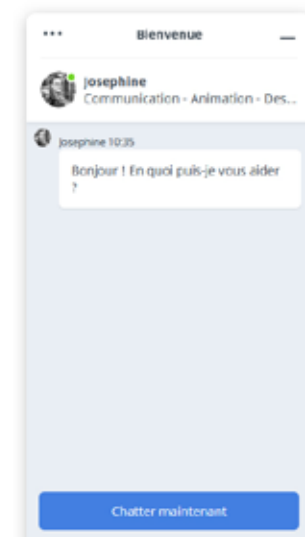 Bienvenue
Josephine
Communication - Animation - Des...
Josephine 10:35
Bonjour ! En quoi puis-je vous aider
?
Chatter maintenant